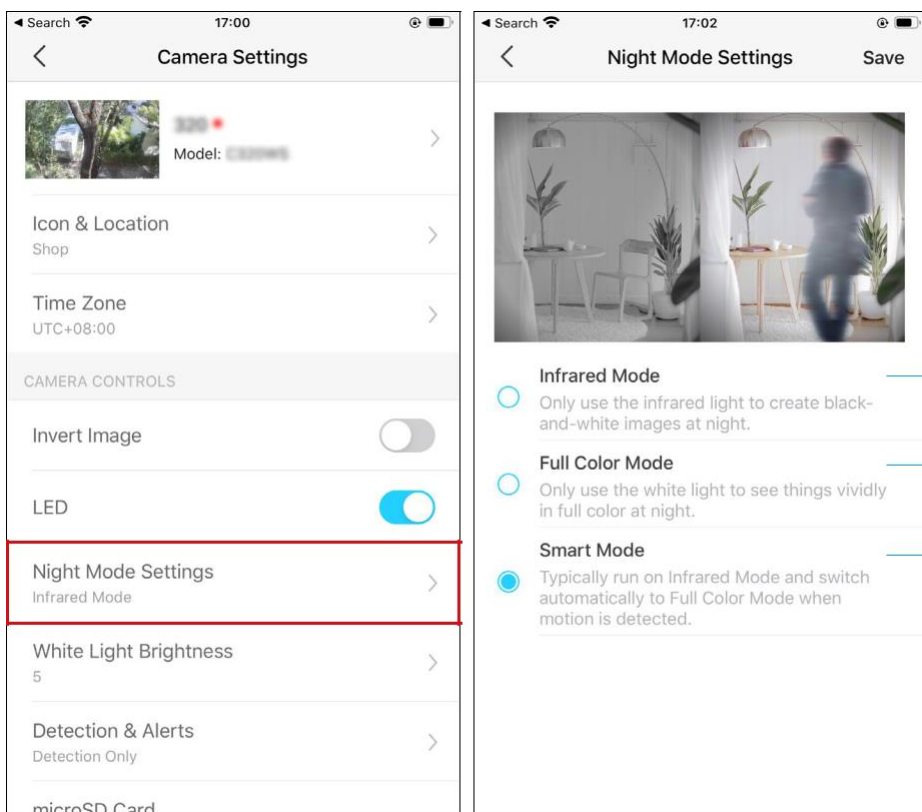 Search
17:00
Camera Settings
Model:
Icon & Location
Shop
Time Zone
UTC+08:00
CAMERA CONTROLS
Invert Image
LED
Night Mode Settings
Infrared Mode
White Light Brightness
5
Detection & Alerts
Detection Only
microSD Card
Search
17:02
Night Mode Settings
Save
Infrared Mode
Only use the infrared light to create black-
and-white images at night.
Full Color Mode
Only use the white light to see things vividly
in full color at night.
Smart Mode
Typically run on Infrared Mode and switch
automatically to Full Color Mode when
motion is detected.